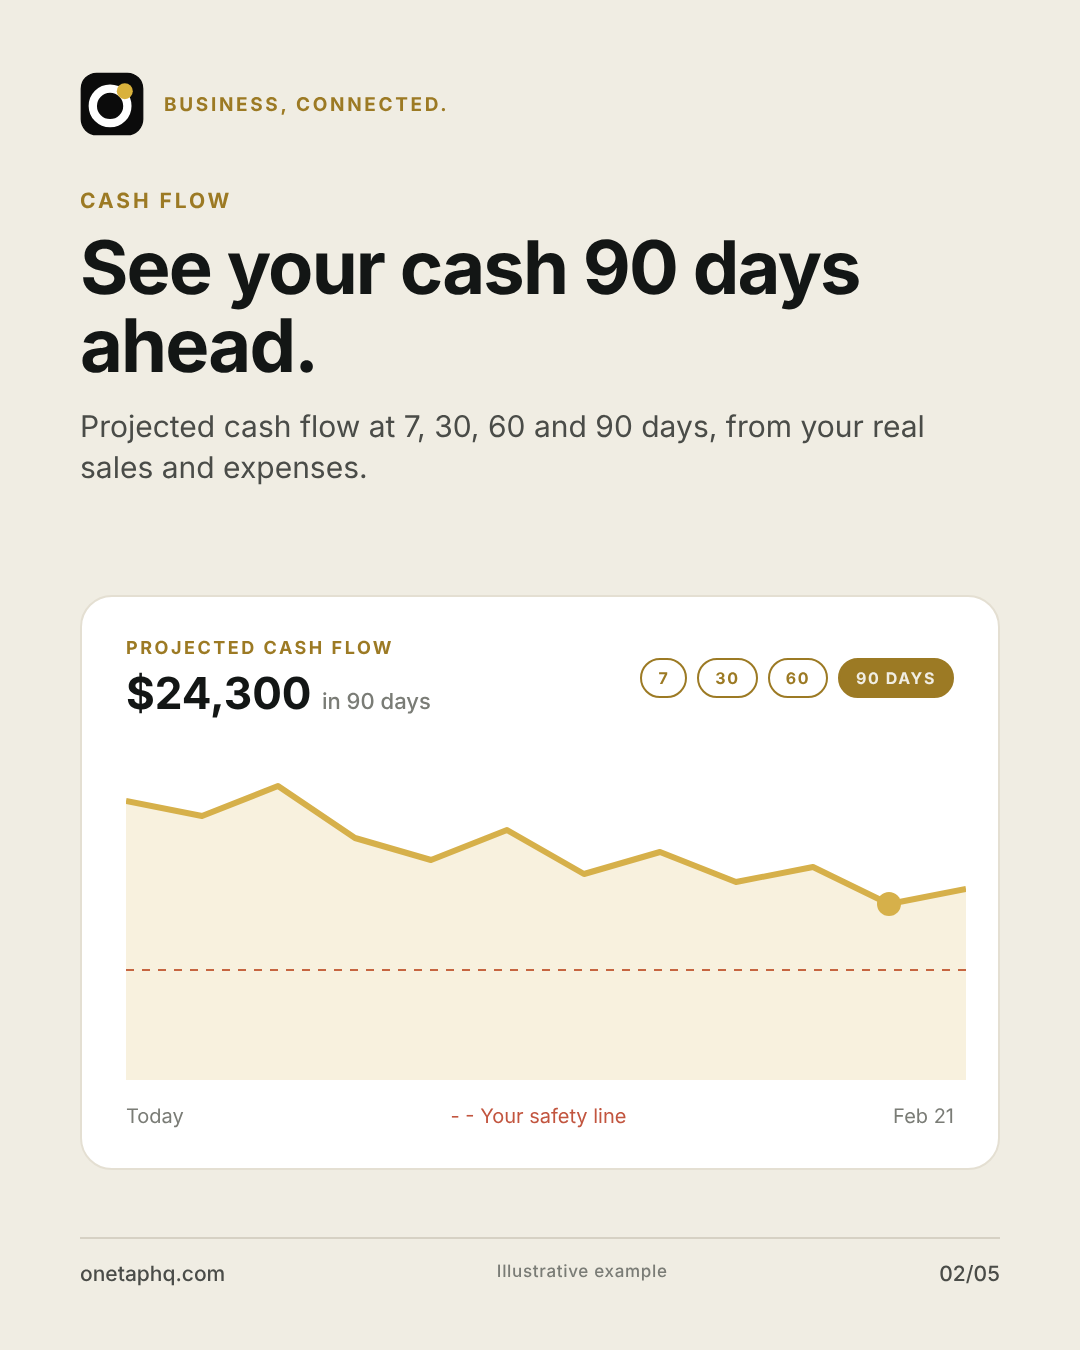 BUSINESS, CONNECTED.
CASH FLOW
See your cash 90 days
ahead.
Projected cash flow at 7, 30, 60 and 90 days, from your real
sales and expenses.
PROJECTED CASH FLOW
$24,300 in 90 days
7 30 60 90 DAYS
Today - - Your safety line Feb 21
onetaphq.com Illustrative example 02/05